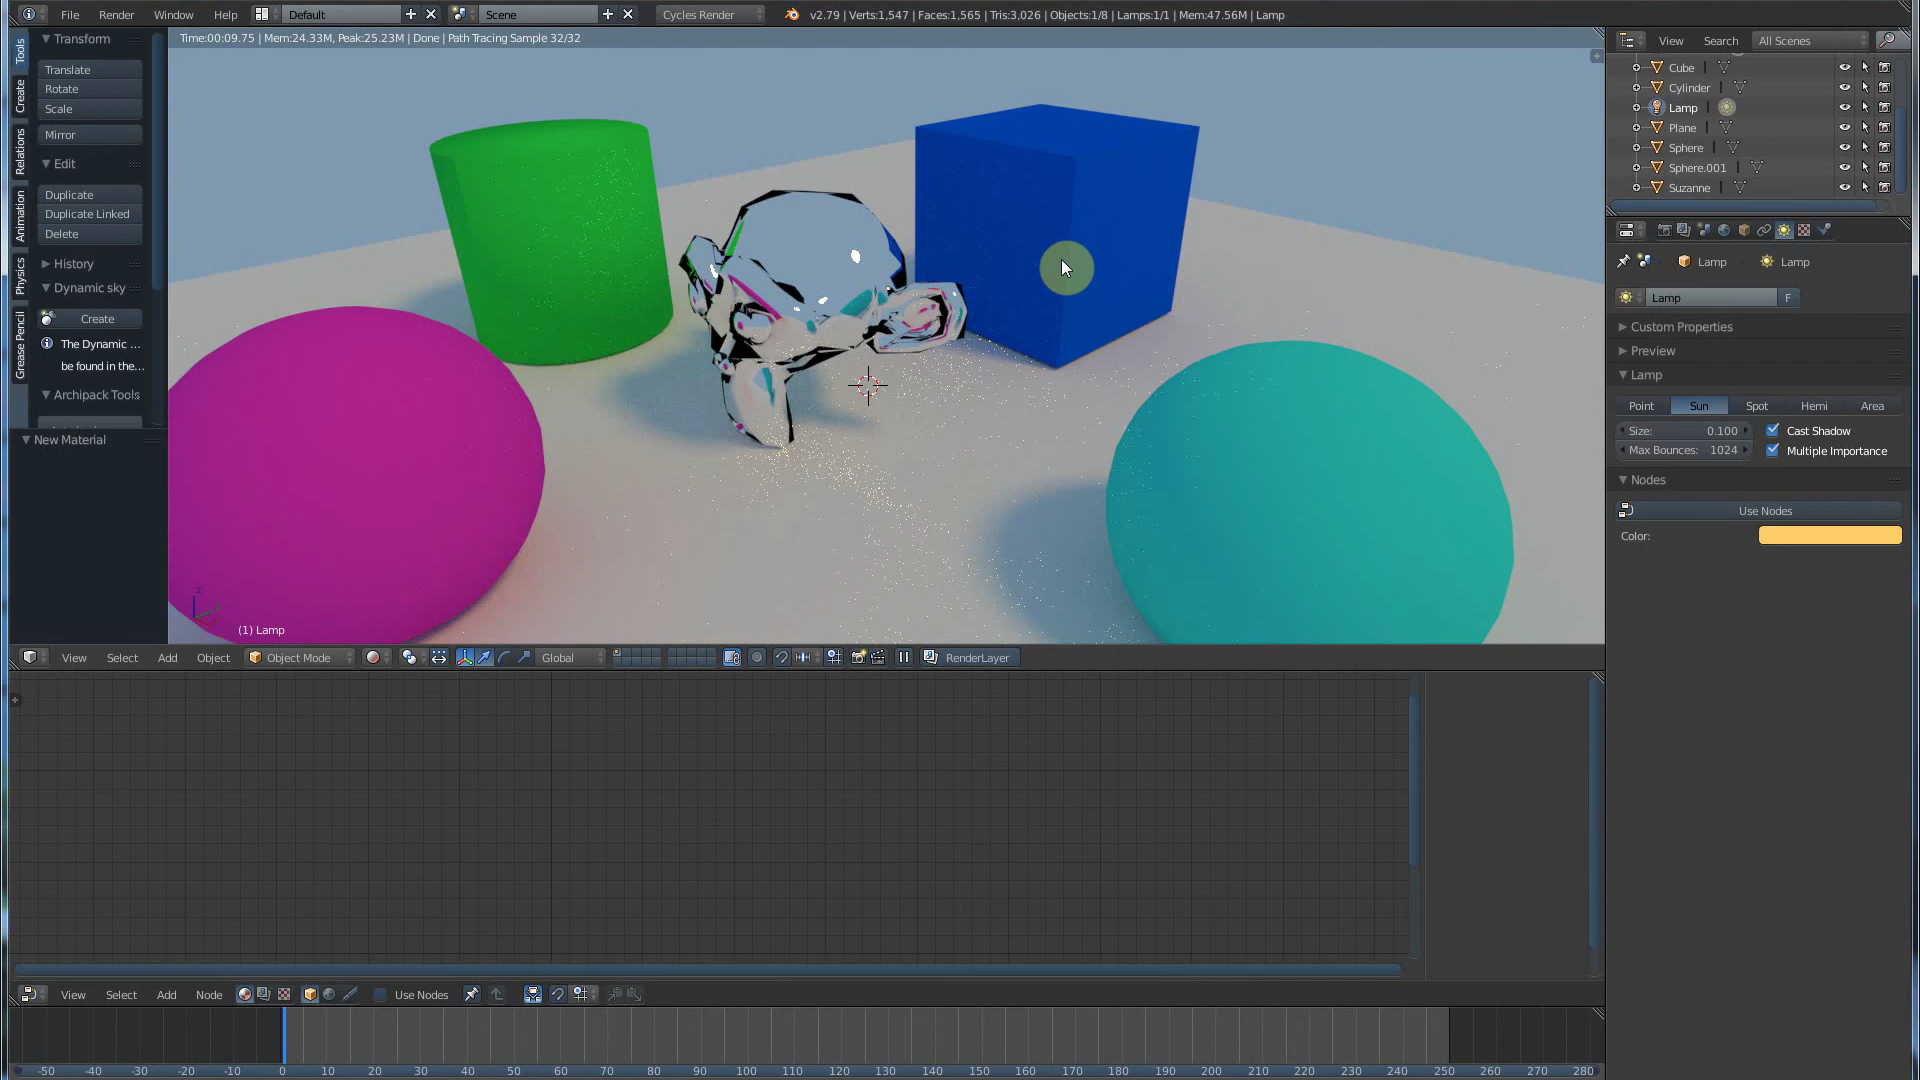 File Render Window Help Default Scene Cycles Render v2.79 | Verts:1,547 | Faces:1,565 | Tris:3,026 | Objects:1/8 | Lamps:1/1 | Mem:47.56M | Lamp
Time:00:09.75 | Mem:24.33M, Peak:25.23M | Done | Path Tracing Sample 32/32
Tools
Create
Relations
Animation
Physics
Grease Pencil
Transform
Translate
Rotate
Scale
Mirror
Edit
Duplicate
Duplicate Linked
Delete
History
Dynamic sky
Create
The Dynamic ...
be found in the...
Archipack Tools
New Material
(1) Lamp
View Select Add Object Object Mode Global RenderLayer
View Search All Scenes
Cube
Cylinder
Lamp
Plane
Sphere
Sphere.001
Suzanne
Lamp Lamp
Lamp F
Custom Properties
Preview
Lamp
Point Sun Spot Hemi Area
Size: 0.100 Cast Shadow
Max Bounces: 1024 Multiple Importance
Nodes
Use Nodes
Color:
View Select Add Node Use Nodes
-50 -40 -30 -20 -10 0 10 20 30 40 50 60 70 80 90 100 110 120 130 140 150 160 170 180 190 200 210 220 230 240 250 260 270 280